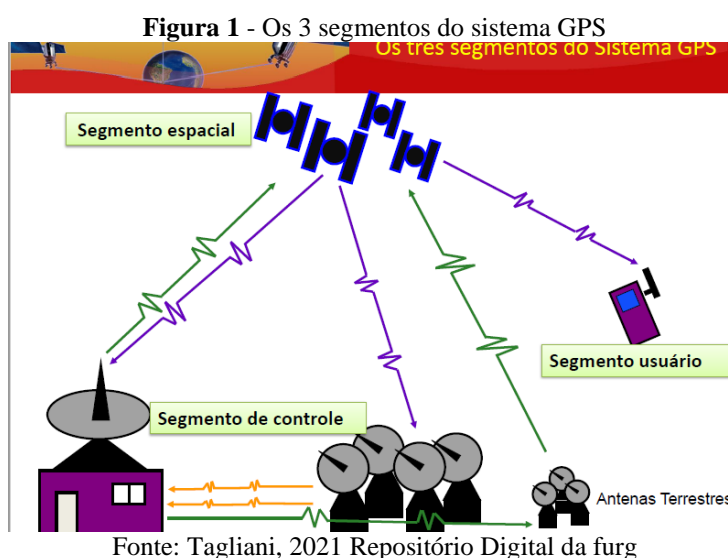 Figura 1 - Os 3 segmentos do sistema GPS
Os três segmentos do Sistema GPS
Segmento espacial
Segmento usuário
Segmento de controle
Antenas Terrestres
Fonte: Tagliani, 2021 Repositório Digital da furg